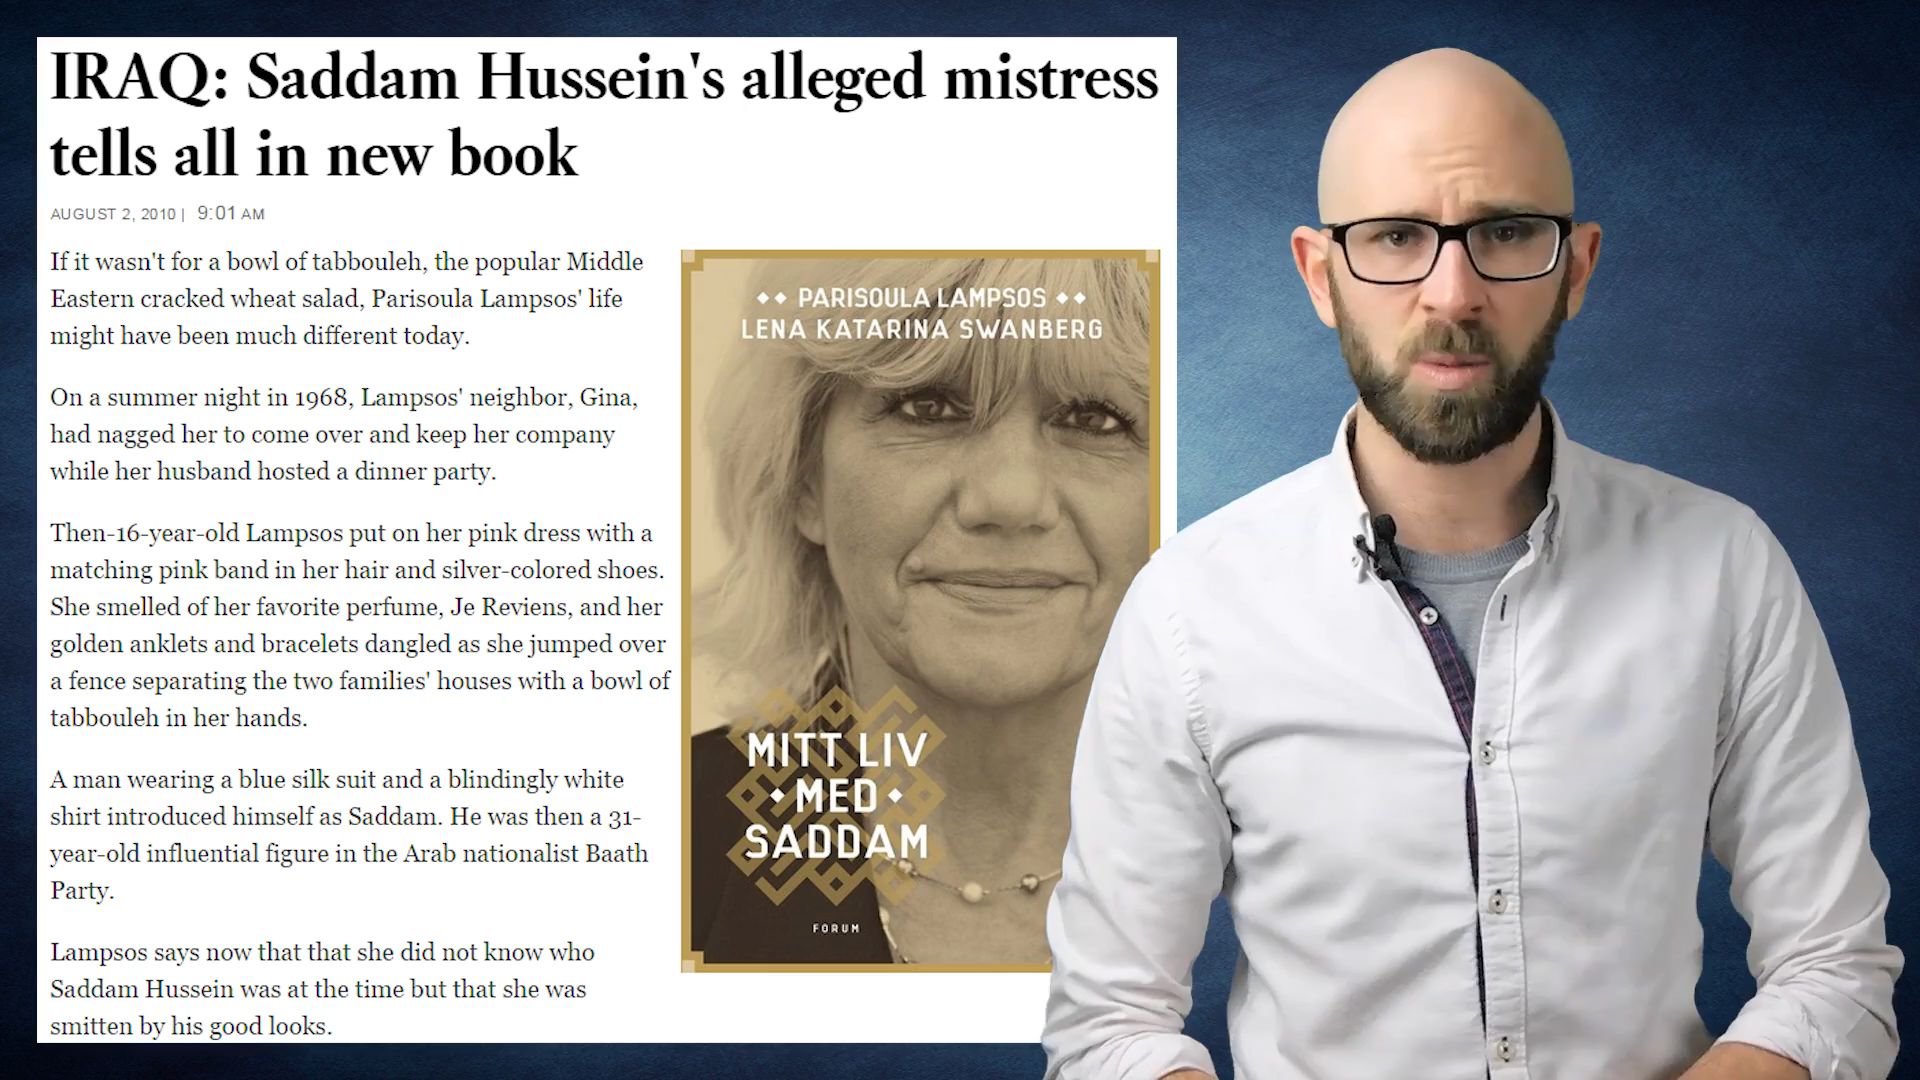 IRAQ: Saddam Hussein's alleged mistress
tells all in new book
AUGUST 2, 2010 | 9:01 AM
If it wasn't for a bowl of tabbouleh, the popular Middle
Eastern cracked wheat salad, Parisoula Lampsos' life
might have been much different today.
On a summer night in 1968, Lampsos' neighbor, Gina,
had nagged her to come over and keep her company
while her husband hosted a dinner party.
Then-16-year-old Lampsos put on her pink dress with a
matching pink band in her hair and silver-colored shoes.
She smelled of her favorite perfume, Je Reviens, and her
golden anklets and bracelets dangled as she jumped over
a fence separating the two families' houses with a bowl of
tabbouleh in her hands.
A man wearing a blue silk suit and a blindingly white
shirt introduced himself as Saddam. He was then a 31-
year-old influential figure in the Arab nationalist Baath
Party.
Lampsos says now that that she did not know who
Saddam Hussein was at the time but that she was
smitten by his good looks.
PARISOULA LAMPSOS
LENA KATARINA SWANBERG
MITT LIV
MED
SADDAM
FORUM